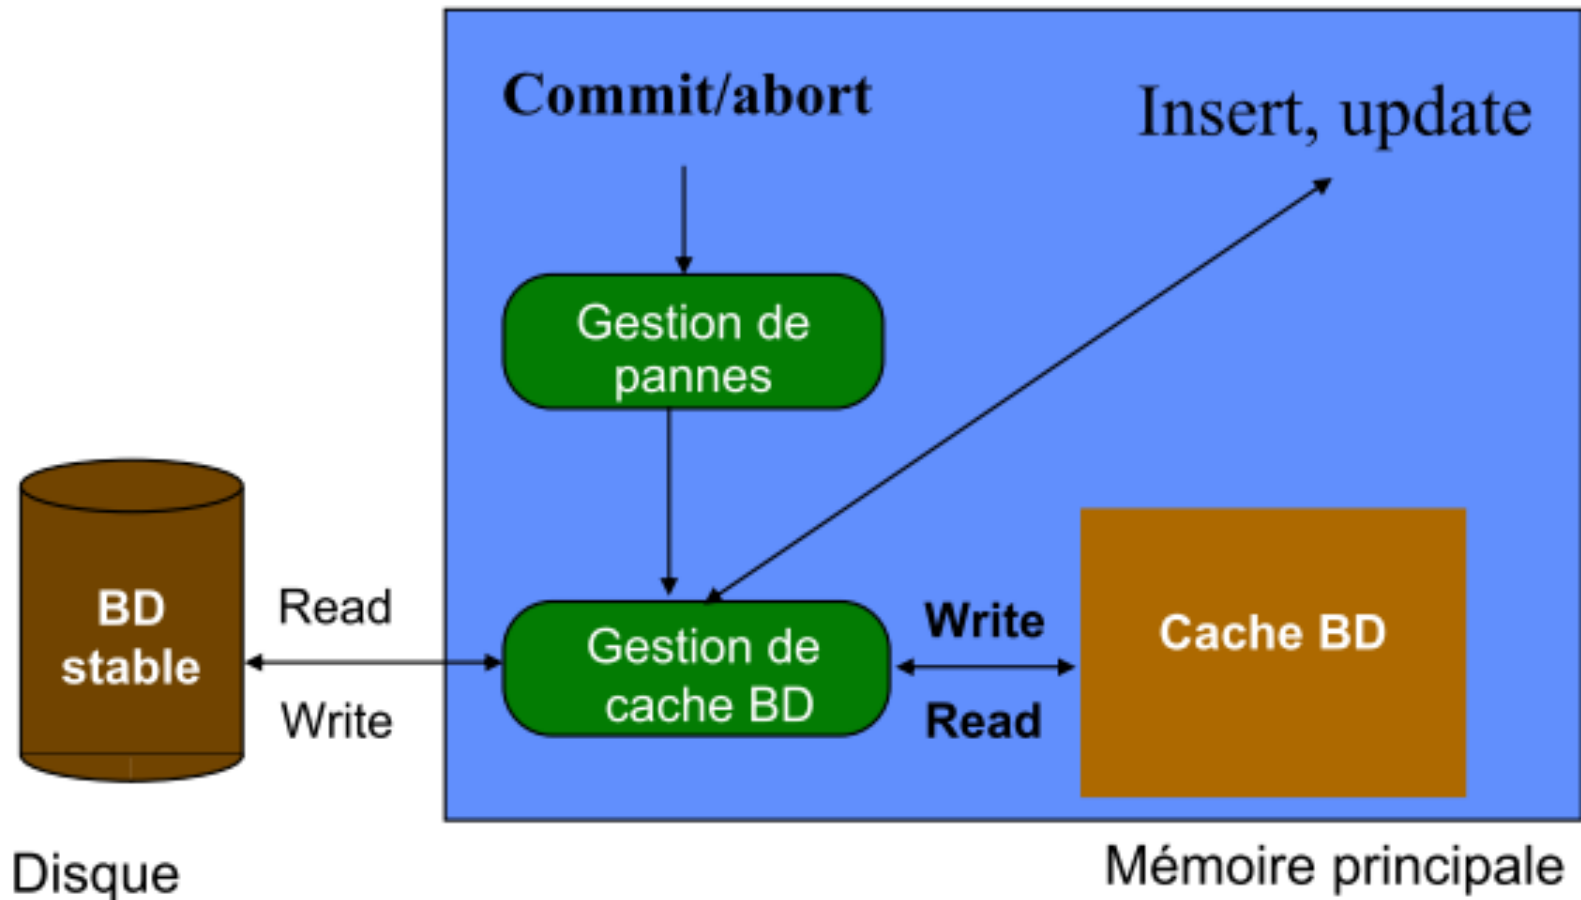 Commit/abort
Insert, update
Gestion de
pannes
BD
stable
Read
Write
Gestion de
cache BD
Write
Read
Cache BD
Disque
Mémoire principale